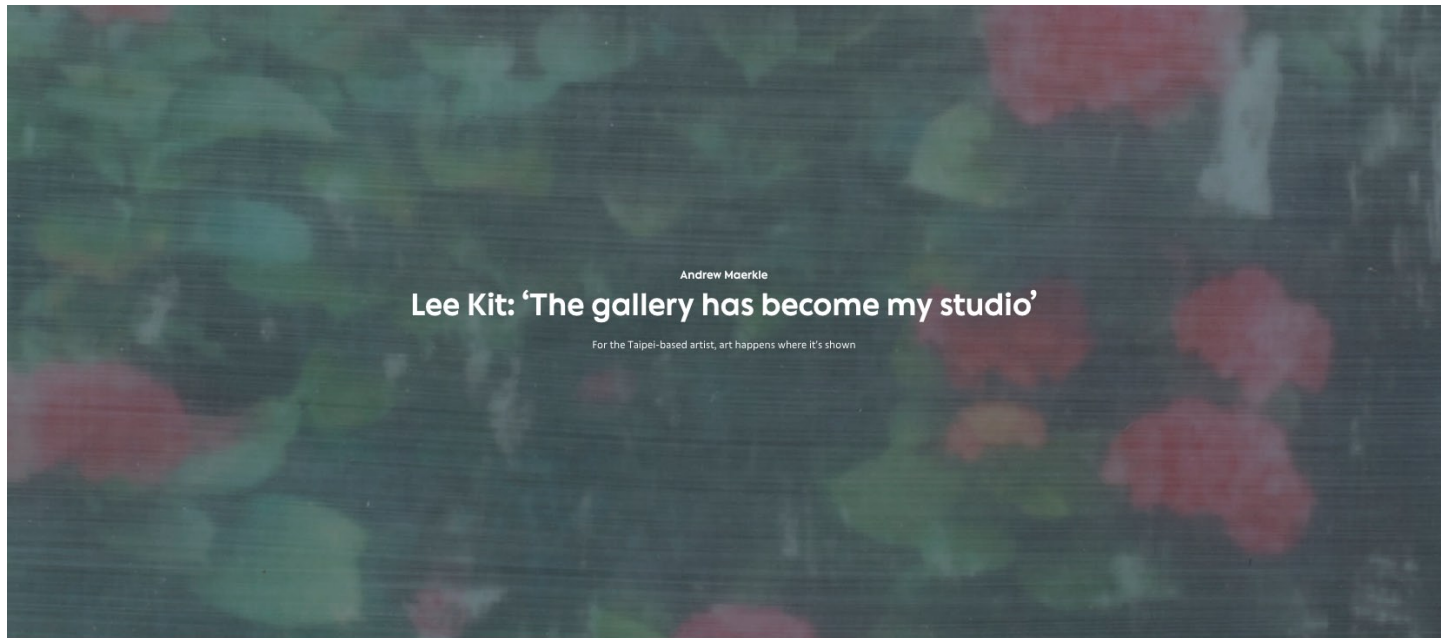 Andrew Maerkle
Lee Kit: ‘The gallery has become my studio’
For the Taipei-based artist, art happens where it's shown